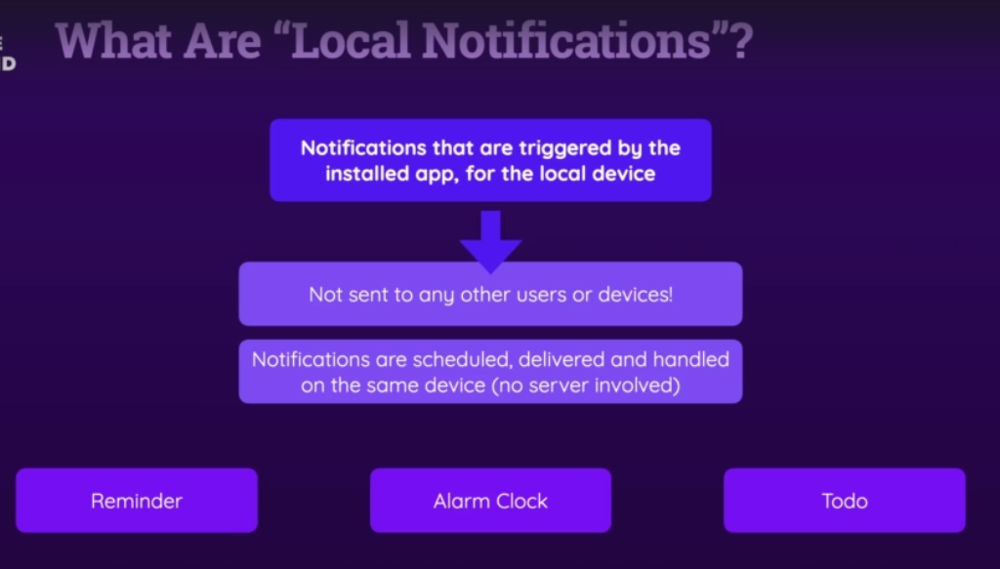 What Are “Local Notifications”?
D
Notifications that are triggered by the
installed app, for the local device
Not sent to any other users or devices!
Notifications are scheduled, delivered and handled
on the same device (no server involved)
Reminder
Alarm Clock
Todo